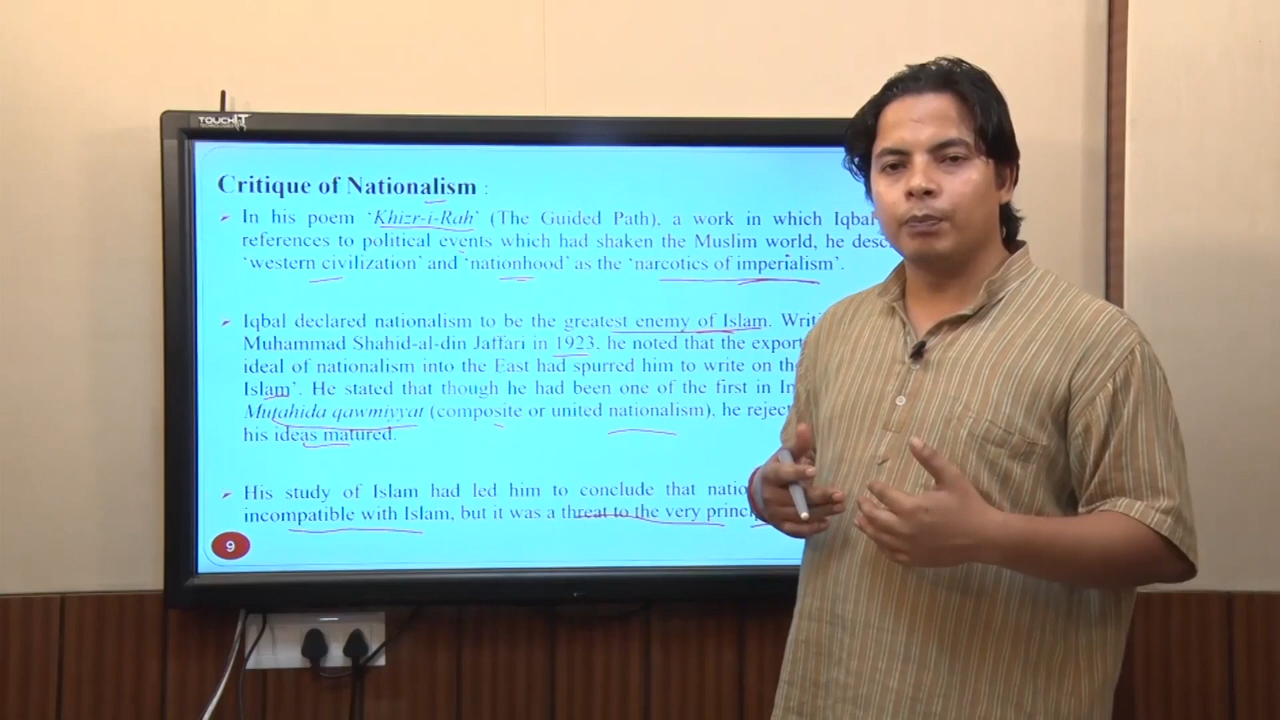 TOUCHIT
TECHNOLOGIES
Critique of Nationalism :
In his poem ‘Khizr-i-Rah’ (The Guided Path), a work in which Iqbal
references to political events which had shaken the Muslim world, he desc
‘western civilization’ and ‘nationhood’ as the ‘narcotics of imperialism’.
Iqbal declared nationalism to be the greatest enemy of Islam. Writi
Muhammad Shahid-al-din Jaffari in 1923, he noted that the export
ideal of nationalism into the East had spurred him to write on the
Islam’. He stated that though he had been one of the first in In
Mutahida qawmiyyat (composite or united nationalism), he reject
his ideas matured.
His study of Islam had led him to conclude that natio
incompatible with Islam, but it was a threat to the very princi
9